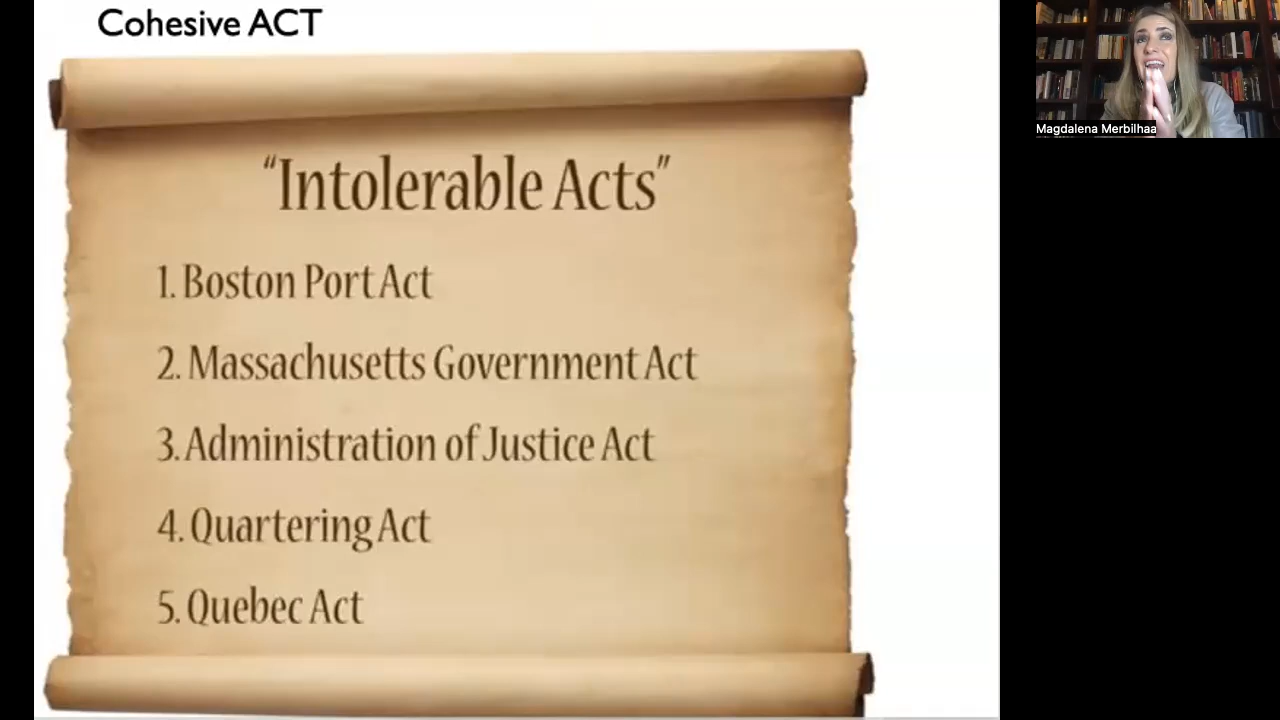 Cohesive ACT
“Intolerable Acts”
1. Boston Port Act
2. Massachusetts Government Act
3. Administration of Justice Act
4. Quartering Act
5. Quebec Act
Magdalena Merbilhaa